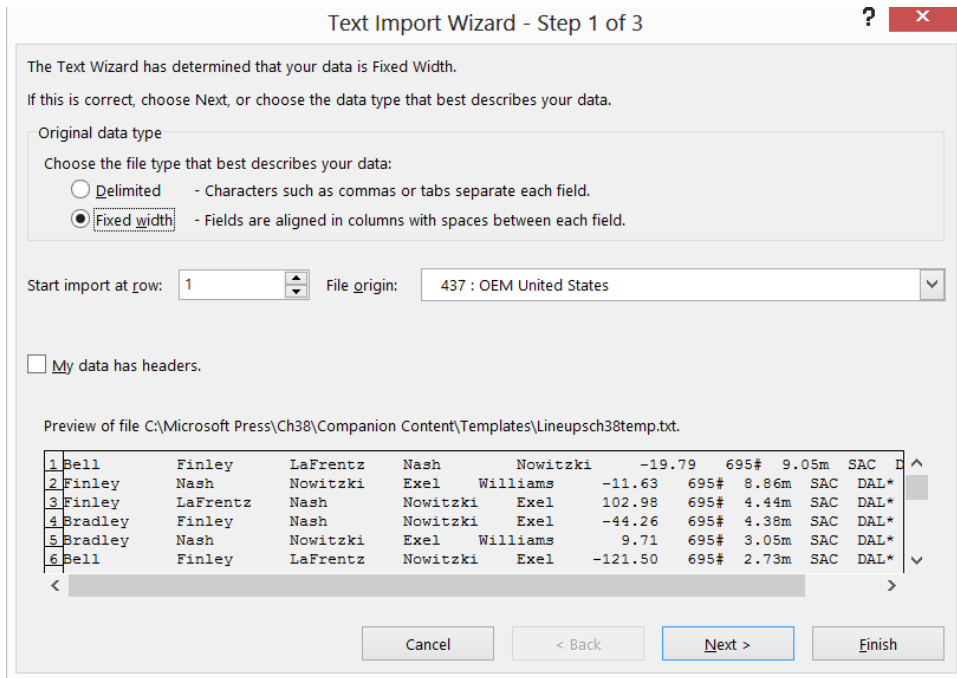 Text Import Wizard - Step 1 of 3 ?
The Text Wizard has determined that your data is Fixed Width.
If this is correct, choose Next, or choose the data type that best describes your data.
Original data type
Choose the file type that best describes your data:
Delimited - Characters such as commas or tabs separate each field.
Fixed width - Fields are aligned in columns with spaces between each field.
Start import at row: 1 File origin: 437 : OEM United States
My data has headers.
Preview of file C:\Microsoft Press\Ch38\Companion Content\Templates\Lineupsch38temp.txt.
1 Bell Finley LaFrentz Nash Nowitzki -19.79 695# 9.05m SAC D
2 Finley Nash Nowitzki Exel Williams -11.63 695# 8.86m SAC DAL*
3 Finley LaFrentz Nash Nowitzki Exel 102.98 695# 4.44m SAC DAL*
4 Bradley Finley Nash Nowitzki Exel -44.26 695# 4.38m SAC DAL*
5 Bradley Nash Nowitzki Exel Williams 9.71 695# 3.05m SAC DAL*
6 Bell Finley LaFrentz Nowitzki Exel -121.50 695# 2.73m SAC DAL*
Cancel < Back Next > Finish